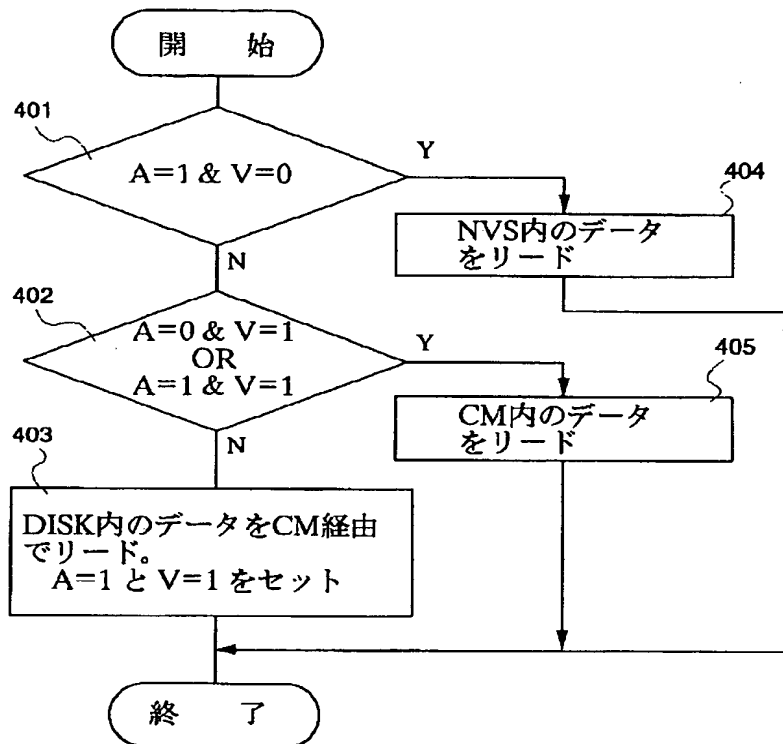 開 始
401
A=1 & V=0
Y
404
NVS内のデータ
をリード
N
402
A=0 & V=1
OR
A=1 & V=1
Y
405
CM内のデータ
をリード
N
403
DISK内のデータをCM経由
でリード。
A=1 と V=1 をセット
終 了